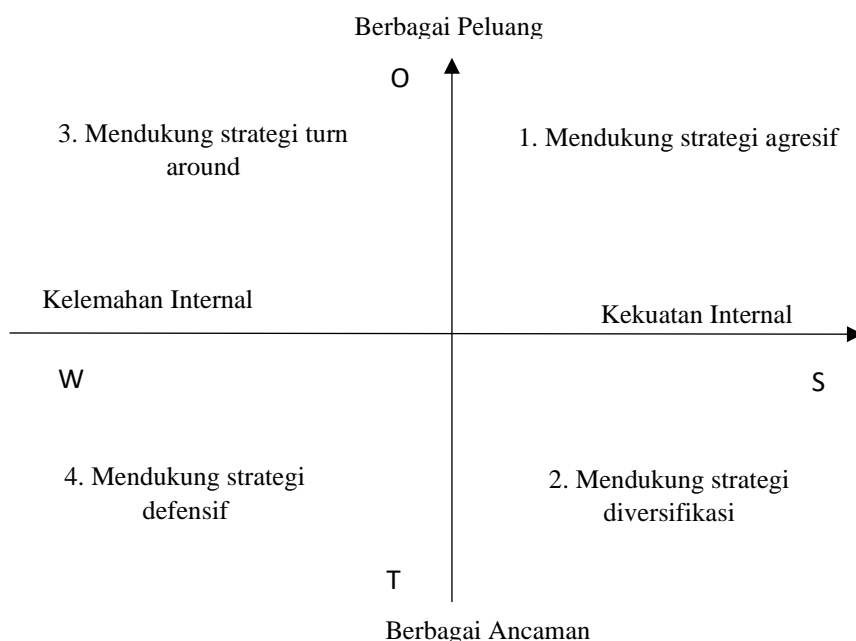 Berbagai Peluang
O
3. Mendukung strategi turn
around
1. Mendukung strategi agresif
Kelemahan Internal
Kekuatan Internal
W
S
4. Mendukung strategi
defensif
2. Mendukung strategi
diversifikasi
T
Berbagai Ancaman